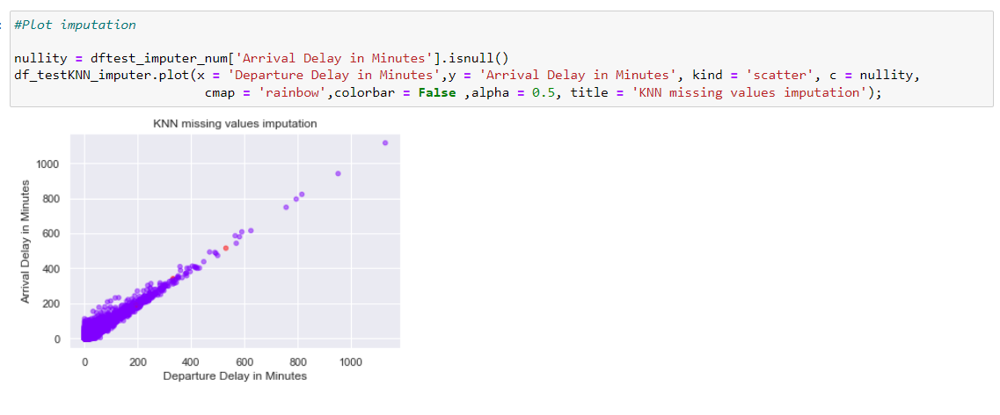 :
#Plot imputation
nullity = dftest_imputer_num['Arrival Delay in Minutes'].isnull()
df_testKNN_imputer.plot(x = 'Departure Delay in Minutes',y = 'Arrival Delay in Minutes', kind = 'scatter', c = nullity,
cmap = 'rainbow',colorbar = False ,alpha = 0.5, title = 'KNN missing values imputation');
KNN missing values imputation
1000
800
600
400
200
0
Arrival Delay in Minutes
0 200 400 600 800 1000
Departure Delay in Minutes